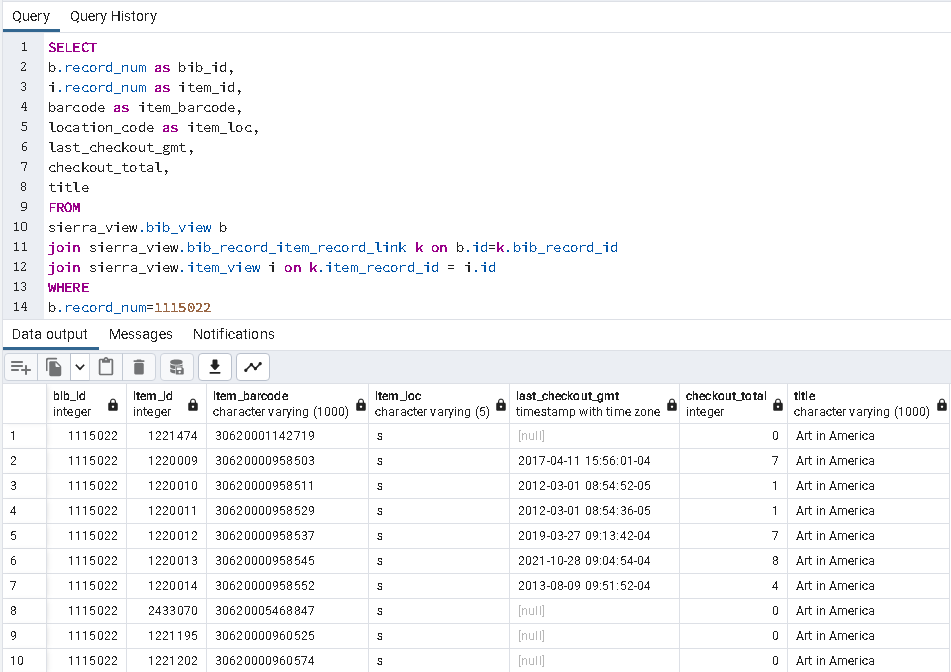 Query Query History
1 SELECT
2 b.record_num as bib_id,
3 i.record_num as item_id,
4 barcode as item_barcode,
5 location_code as item_loc,
6 last_checkout_gmt,
7 checkout_total,
8 title
9 FROM
10 sierra_view.bib_view b
11 join sierra_view.bib_record_item_record_link k on b.id=k.bib_record_id
12 join sierra_view.item_view i on k.item_record_id = i.id
13 WHERE
14 b.record_num=1115022
Data output Messages Notifications
bib_id item_id item_barcode item_loc last_checkout_gmt checkout_total title
integer integer character varying (1000) character varying (5) timestamp with time zone integer character varying (1000)
1 1115022 1221474 30620001142719 s [null] 0 Art in America
2 1115022 1220009 30620000958503 s 2017-04-11 15:56:01-04 7 Art in America
3 1115022 1220010 30620000958511 s 2012-03-01 08:54:52-05 1 Art in America
4 1115022 1220011 30620000958529 s 2012-03-01 08:54:36-05 1 Art in America
5 1115022 1220012 30620000958537 s 2019-03-27 09:13:42-04 7 Art in America
6 1115022 1220013 30620000958545 s 2021-10-28 09:04:54-04 8 Art in America
7 1115022 1220014 30620000958552 s 2013-08-09 09:51:52-04 4 Art in America
8 1115022 2433070 30620005468847 s [null] 0 Art in America
9 1115022 1221195 30620000960525 s [null] 0 Art in America
10 1115022 1221202 30620000960574 s [null] 0 Art in America